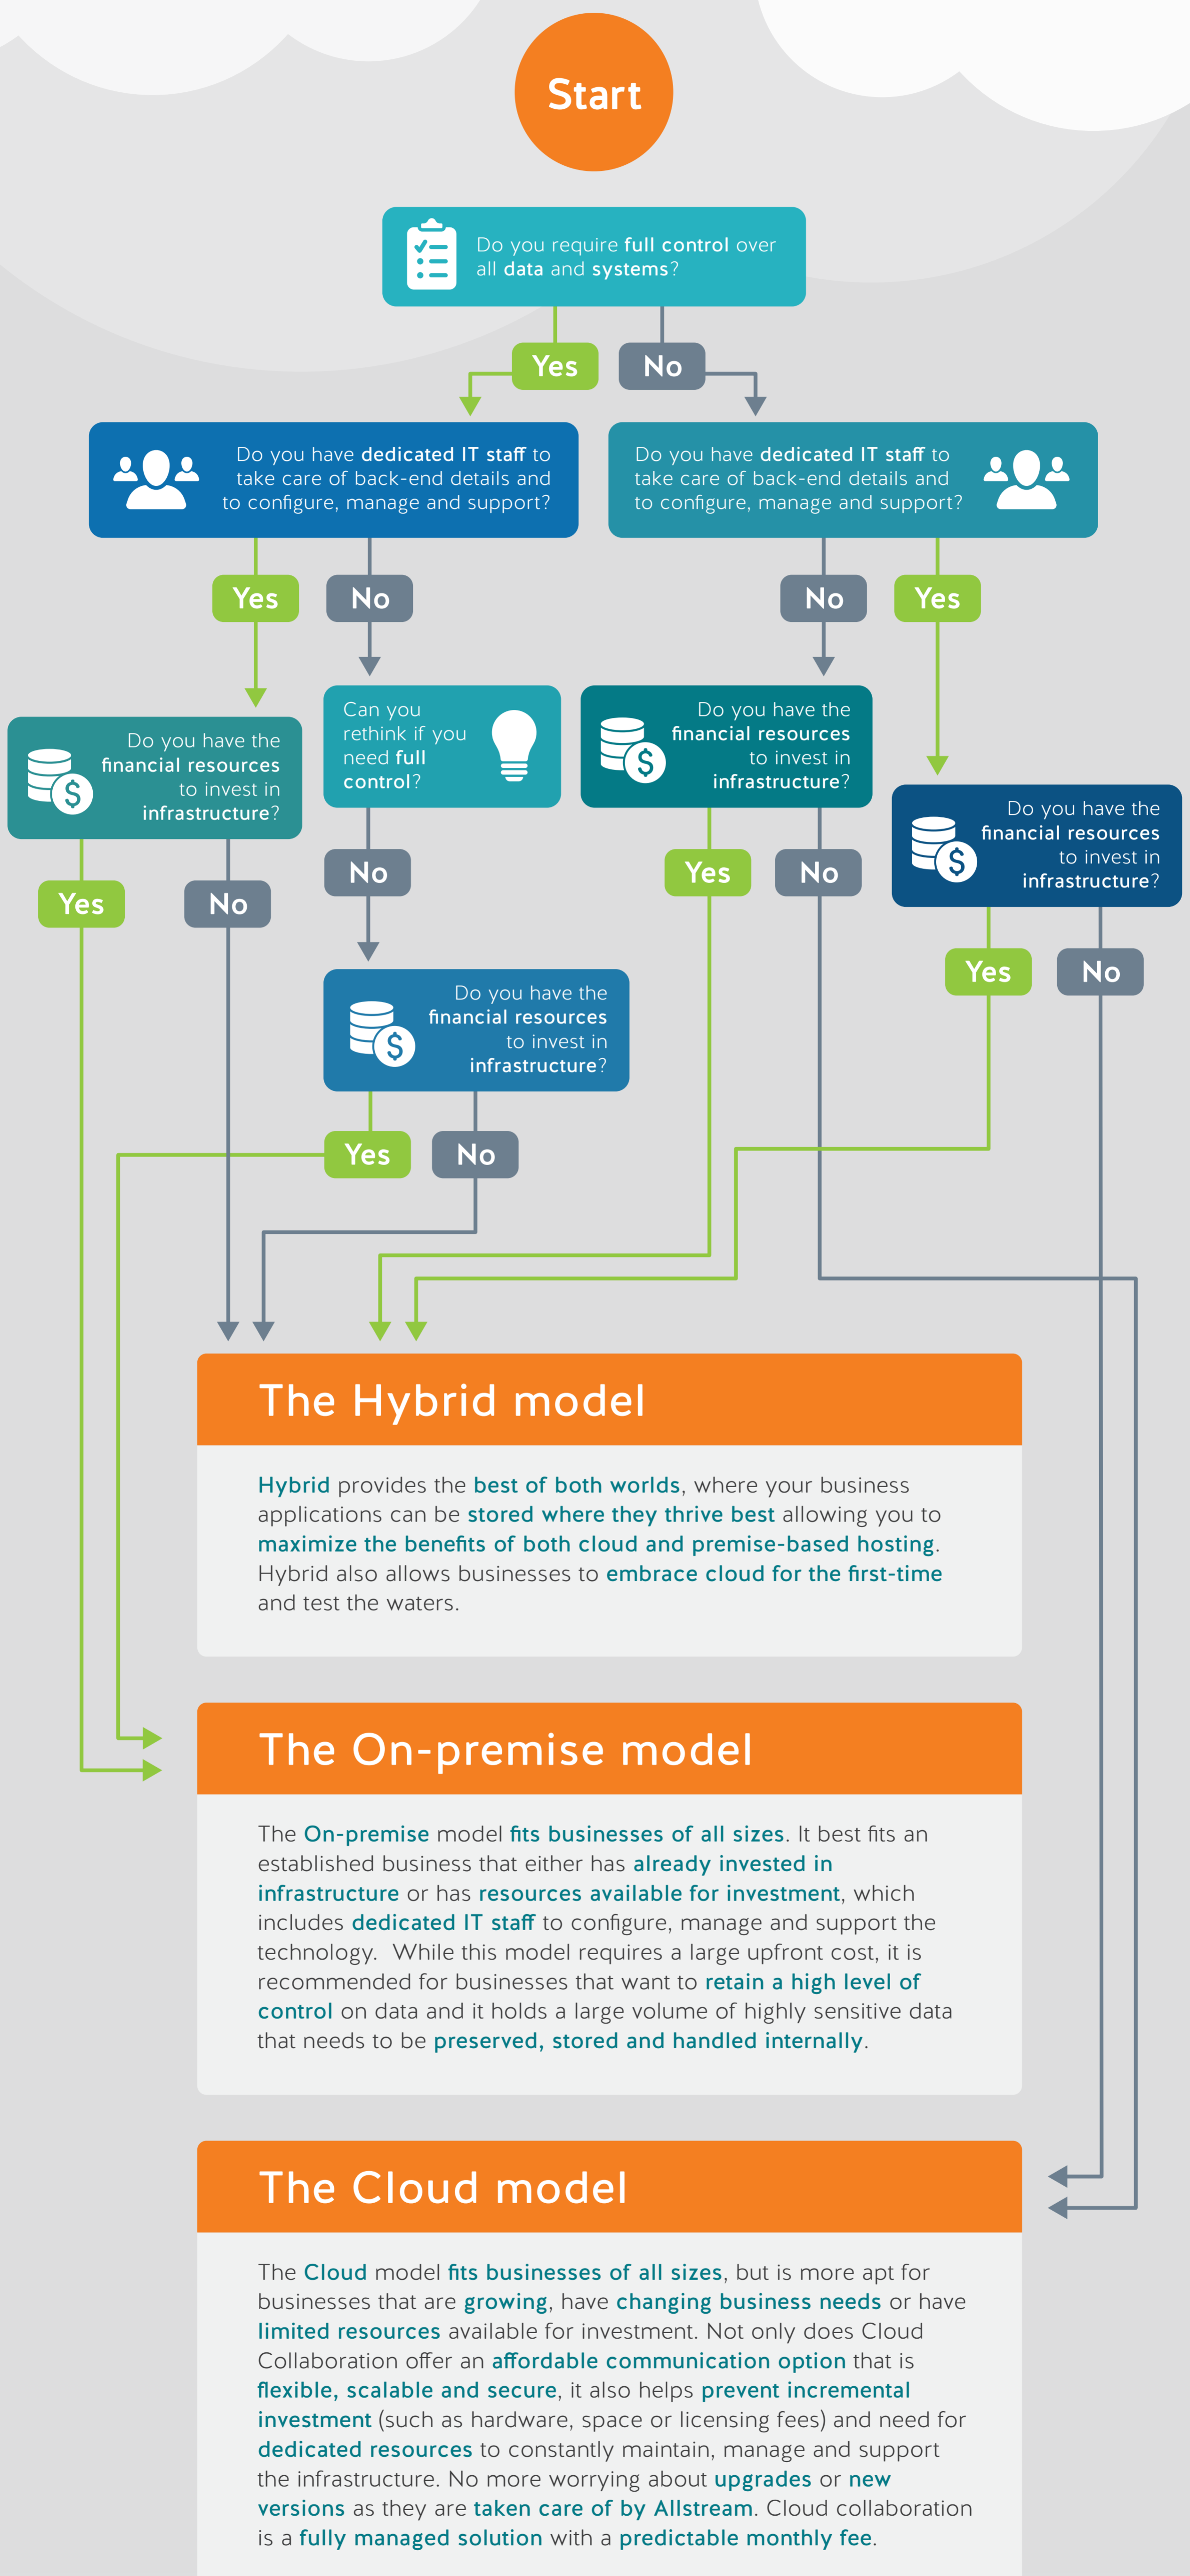 Start
Do you require full control over
all data and systems?
Yes
No
Do you have dedicated IT staff to
take care of back-end details and
to configure, manage and support?
Do you have dedicated IT staff to
take care of back-end details and
to configure, manage and support?
Yes
No
No
Yes
Do you have the
financial resources
to invest in
infrastructure?
Can you
rethink if you
need full
control?
Do you have the
financial resources
to invest in
infrastructure?
Do you have the
financial resources
to invest in
infrastructure?
Yes
No
No
Yes
No
Yes
No
Do you have the
financial resources
to invest in
infrastructure?
Yes
No
The Hybrid model
Hybrid provides the best of both worlds, where your business
applications can be stored where they thrive best allowing you to
maximize the benefits of both cloud and premise-based hosting.
Hybrid also allows businesses to embrace cloud for the first-time
and test the waters.
The On-premise model
The On-premise model fits businesses of all sizes. It best fits an
established business that either has already invested in
infrastructure or has resources available for investment, which
includes dedicated IT staff to configure, manage and support the
technology. While this model requires a large upfront cost, it is
recommended for businesses that want to retain a high level of
control on data and it holds a large volume of highly sensitive data
that needs to be preserved, stored and handled internally.
The Cloud model
The Cloud model fits businesses of all sizes, but is more apt for
businesses that are growing, have changing business needs or have
limited resources available for investment. Not only does Cloud
Collaboration offer an affordable communication option that is
flexible, scalable and secure, it also helps prevent incremental
investment (such as hardware, space or licensing fees) and need for
dedicated resources to constantly maintain, manage and support
the infrastructure. No more worrying about upgrades or new
versions as they are taken care of by Allstream. Cloud collaboration
is a fully managed solution with a predictable monthly fee.